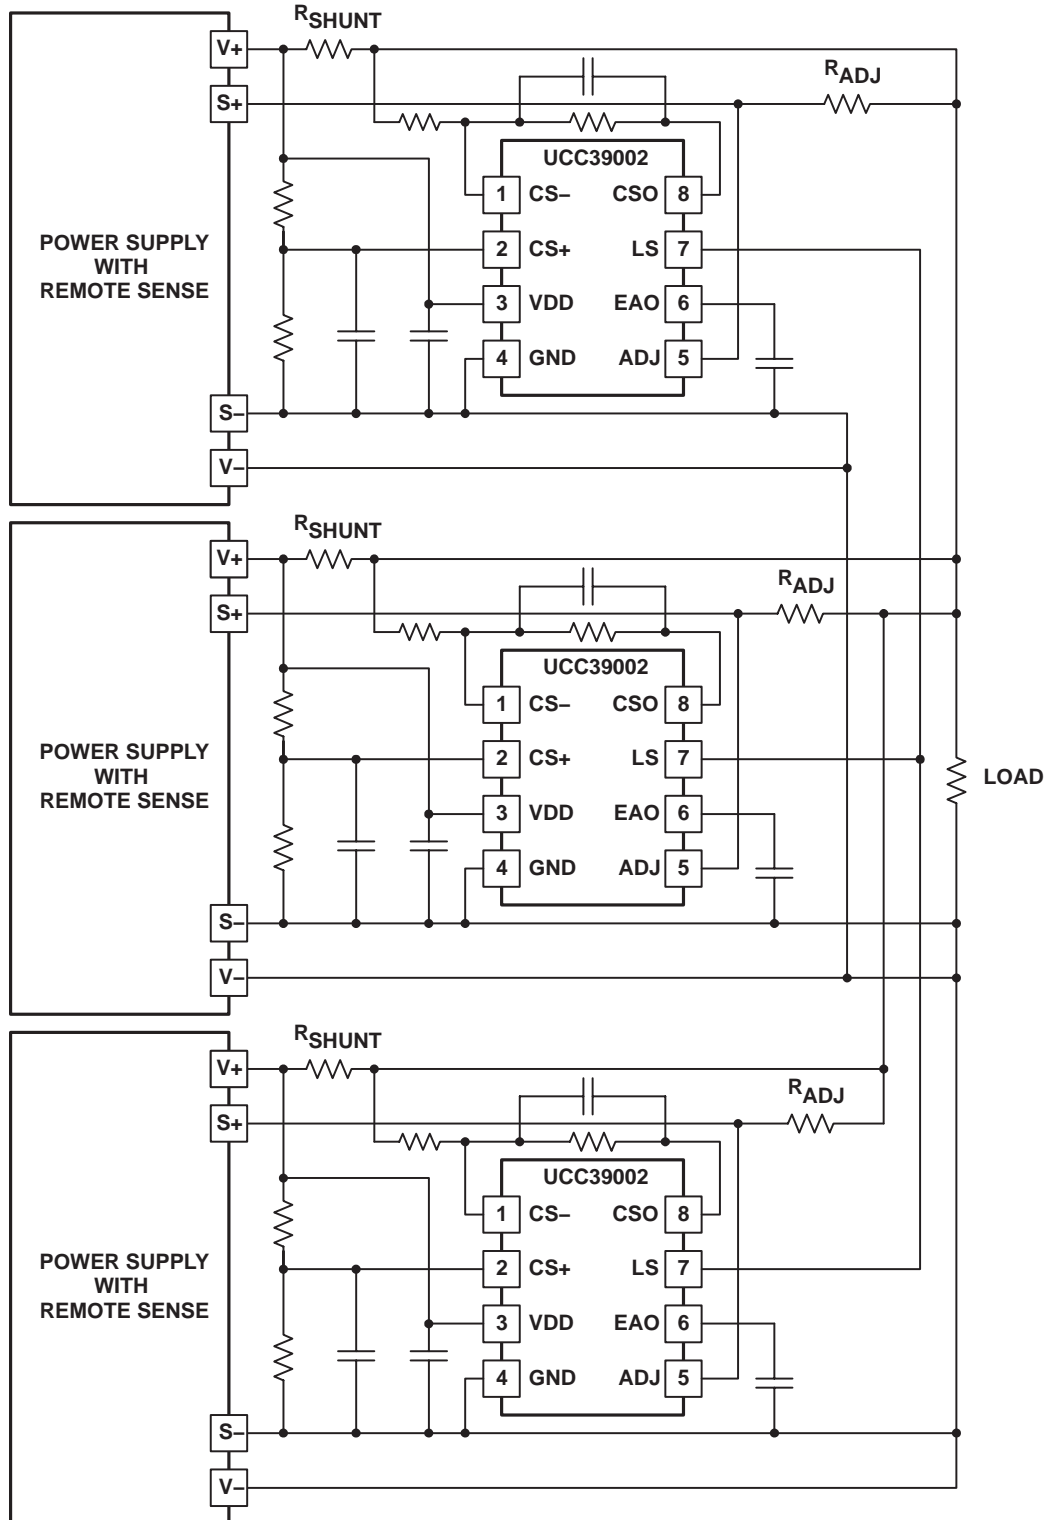 RSHUNT
V+
RADJ
S+
UCC39002
1 CS– CSO 8
POWER SUPPLY
WITH
REMOTE SENSE
2 CS+ LS 7
3 VDD EAO 6
4 GND ADJ 5
S–
V–
RSHUNT
V+
RADJ
S+
UCC39002
1 CS– CSO 8
POWER SUPPLY
WITH
REMOTE SENSE
2 CS+ LS 7
LOAD
3 VDD EAO 6
4 GND ADJ 5
S–
V–
RSHUNT
V+
RADJ
S+
UCC39002
1 CS– CSO 8
POWER SUPPLY
WITH
REMOTE SENSE
2 CS+ LS 7
3 VDD EAO 6
4 GND ADJ 5
S–
V–